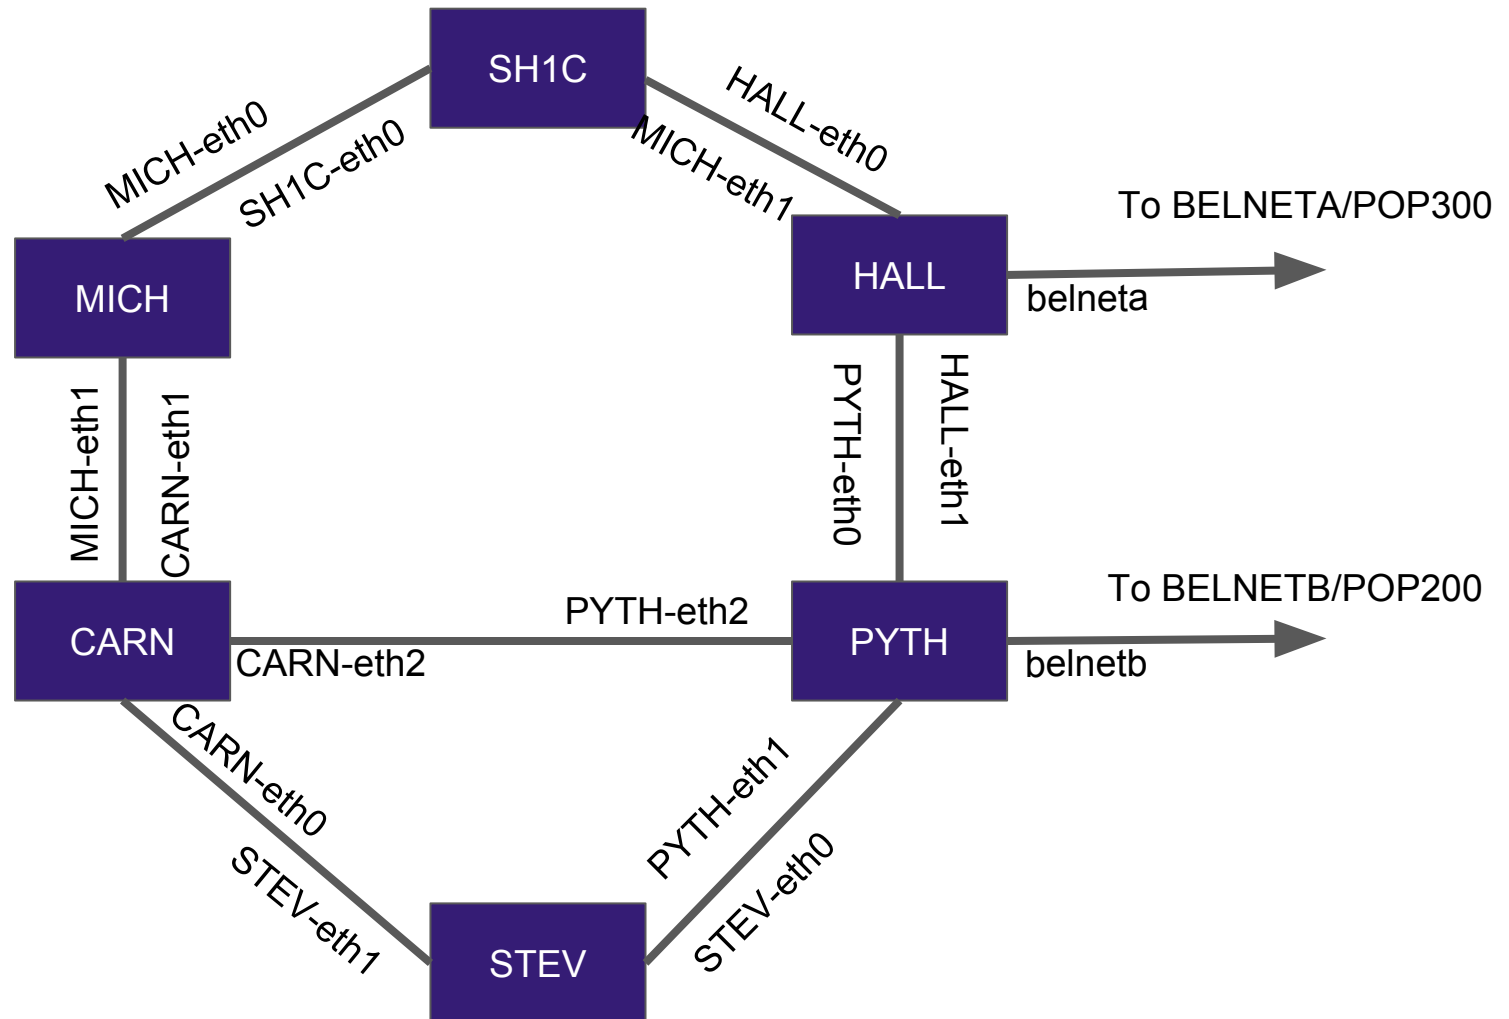 SH1C
HALL-eth0
MICH-eth0
SH1C-eth0
MICH-eth1
To BELNETA/POP300
MICH
HALL
belneta
MICH-eth1
CARN-eth1
PYTH-eth0
HALL-eth1
To BELNETB/POP200
PYTH-eth2
CARN
CARN-eth2
PYTH
belnetb
CARN-eth0
PYTH-eth1
STEV-eth1
STEV-eth0
STEV